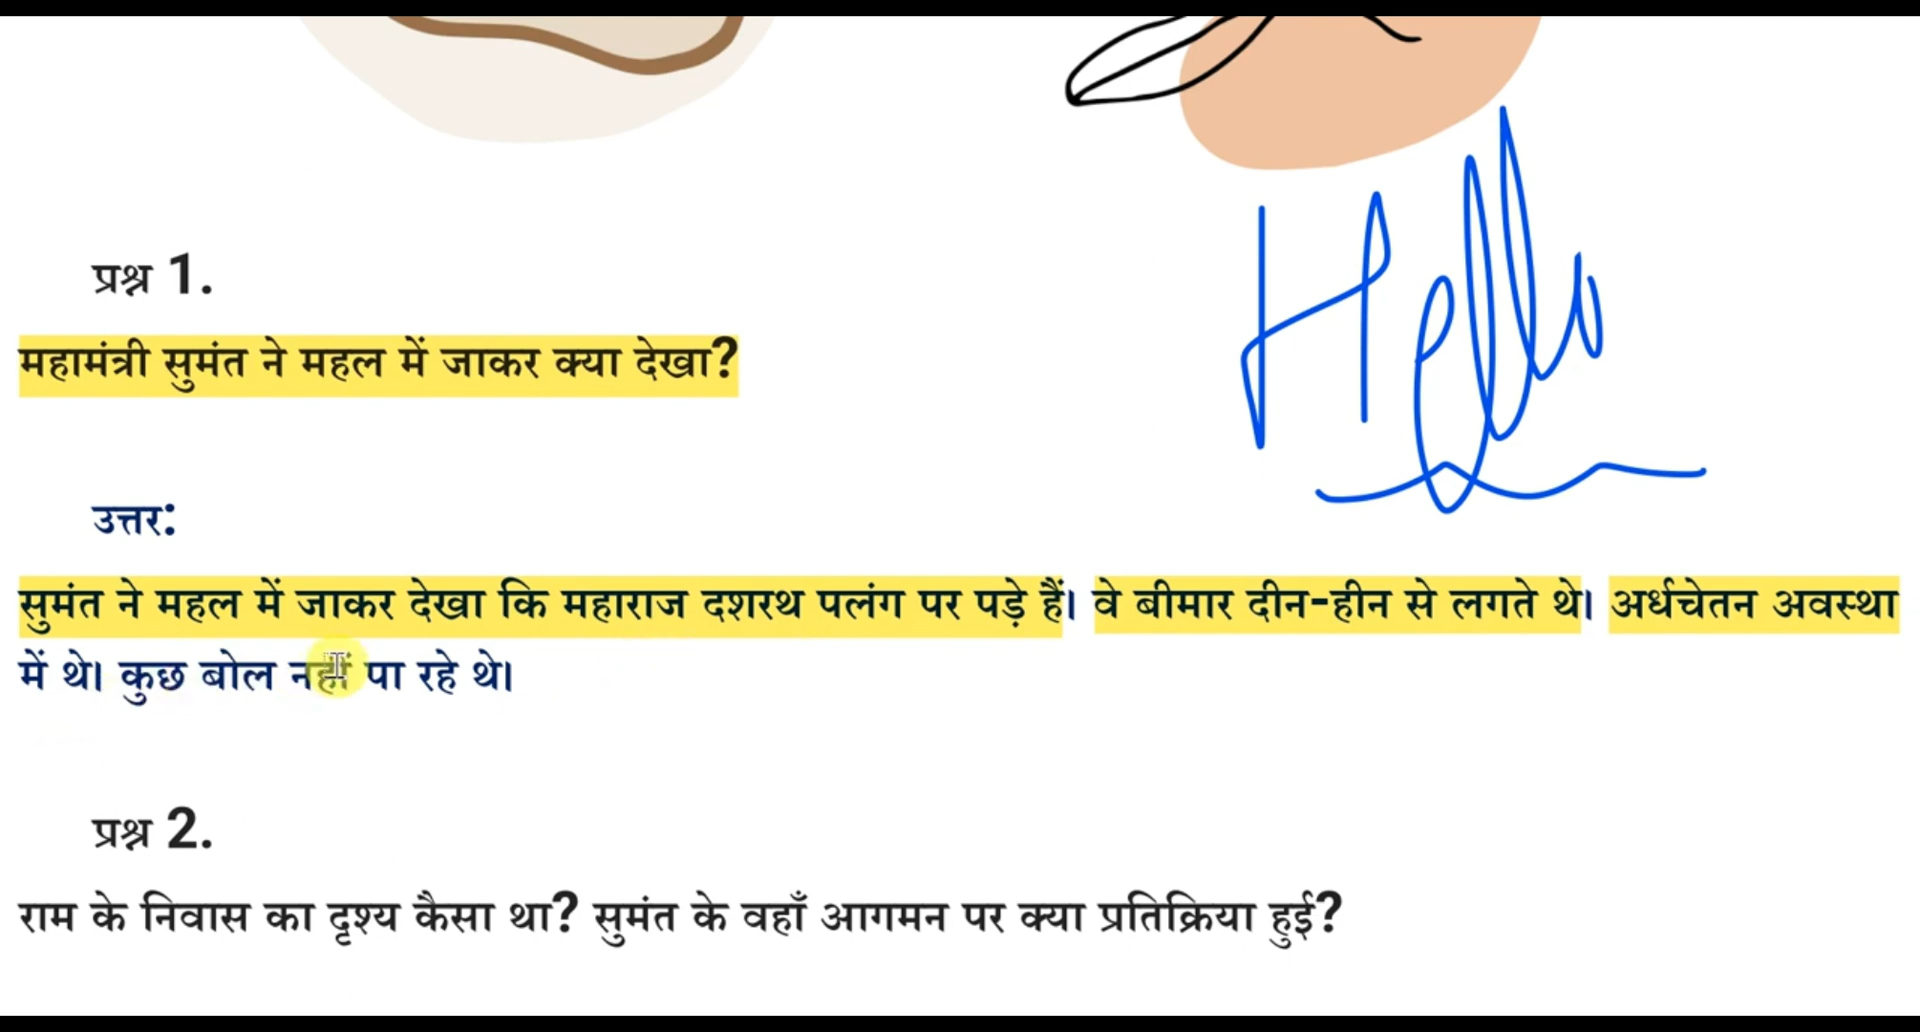 Hello
प्रश्न 1.
महामंत्री सुमंत ने महल में जाकर क्या देखा?
उत्तर:
सुमंत ने महल में जाकर देखा कि महाराज दशरथ पलंग पर पड़े हैं। वे बीमार दीन-हीन से लगते थे। अर्धचेतन अवस्था
में थे। कुछ बोल नहीं पा रहे थे।
प्रश्न 2.
राम के निवास का दृश्य कैसा था? सुमंत के वहाँ आगमन पर क्या प्रतिक्रिया हुई?